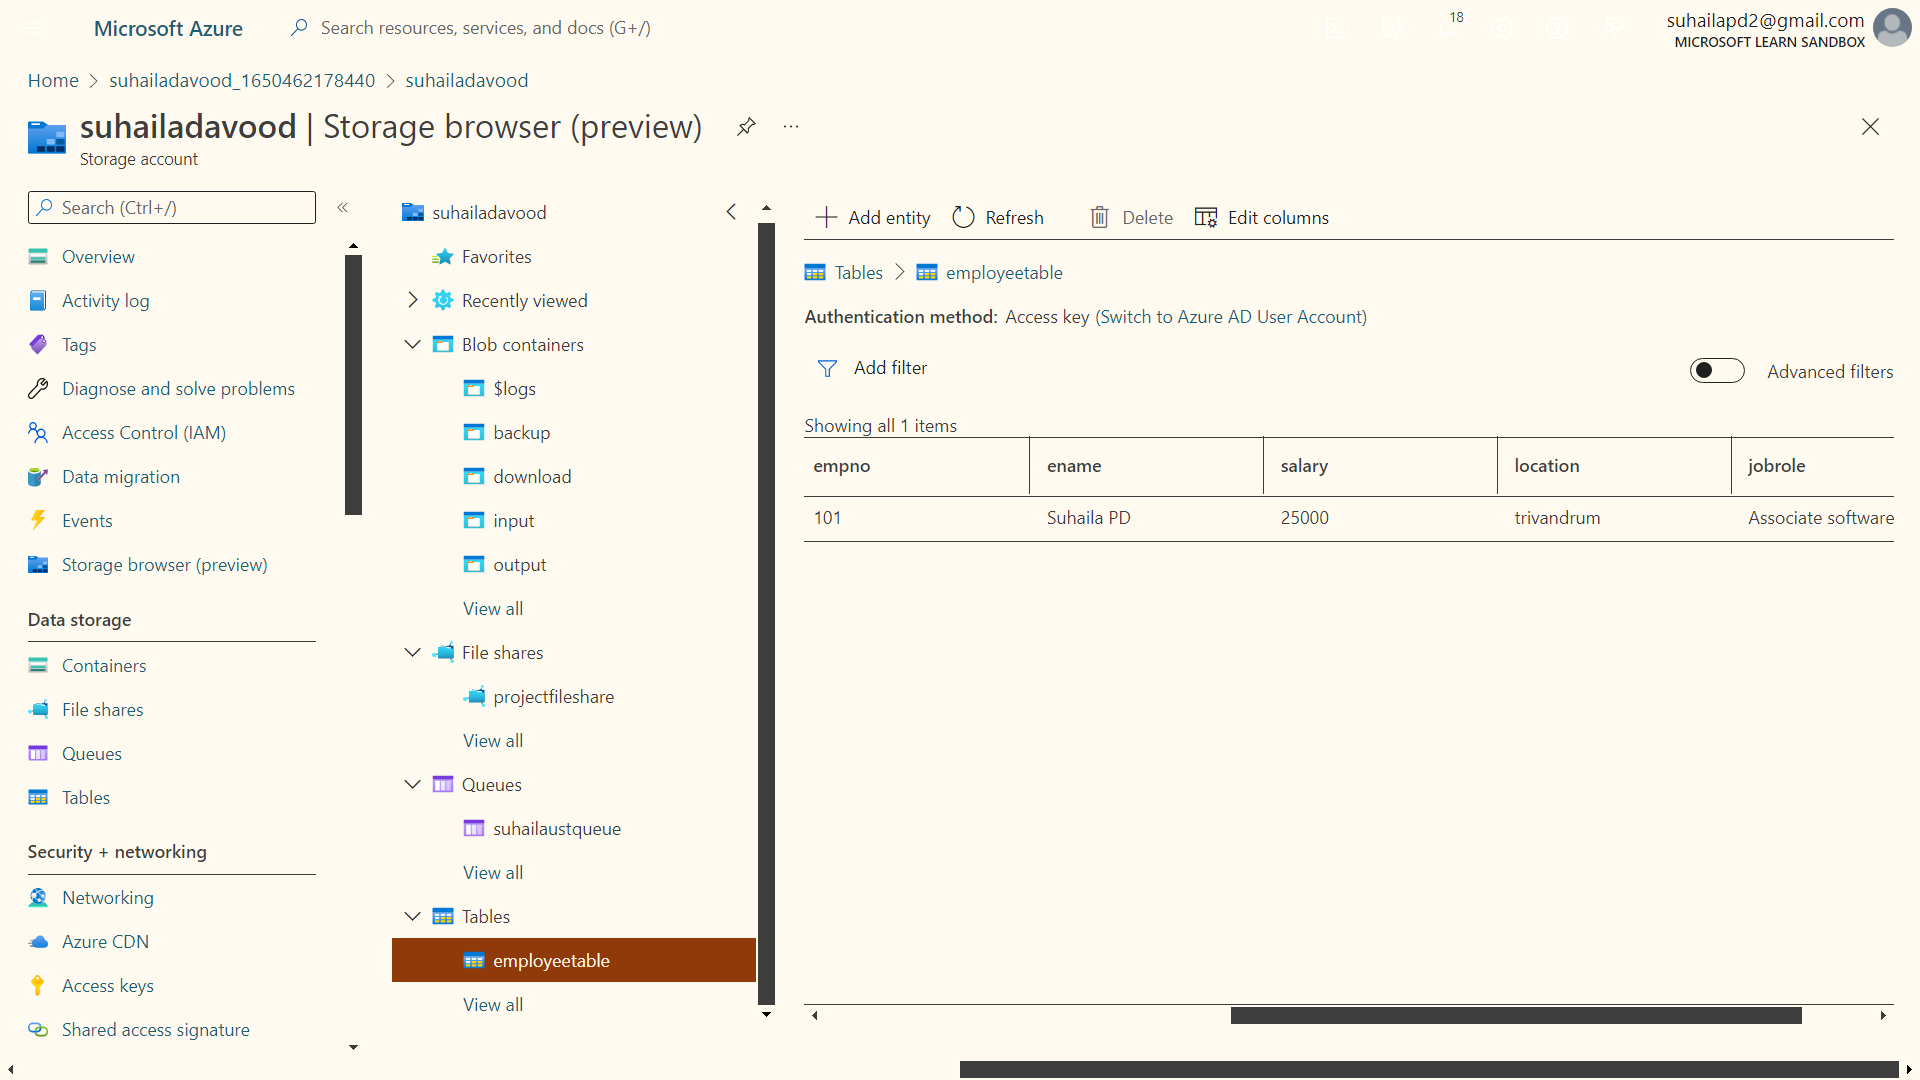 Microsoft Azure
Search resources, services, and docs (G+/)
18
suhailapd2@gmail.com
MICROSOFT LEARN SANDBOX
Home > suhailadavood_1650462178440 > suhailadavood
suhailadavood | Storage browser (preview) ...
Storage account
Search (Ctrl+/)
Overview
Activity log
Tags
Diagnose and solve problems
Access Control (IAM)
Data migration
Events
Storage browser (preview)
Data storage
Containers
File shares
Queues
Tables
Security + networking
Networking
Azure CDN
Access keys
Shared access signature
suhailadavood
Favorites
Recently viewed
Blob containers
$logs
backup
download
input
output
View all
File shares
projectfileshare
View all
Queues
suhailaustqueue
View all
Tables
employeetable
View all
Add entity Refresh Delete Edit columns
Tables > employeetable
Authentication method: Access key (Switch to Azure AD User Account)
Add filter
Advanced filters
Showing all 1 items
empno ename salary location jobrole
101 Suhaila PD 25000 trivandrum Associate software